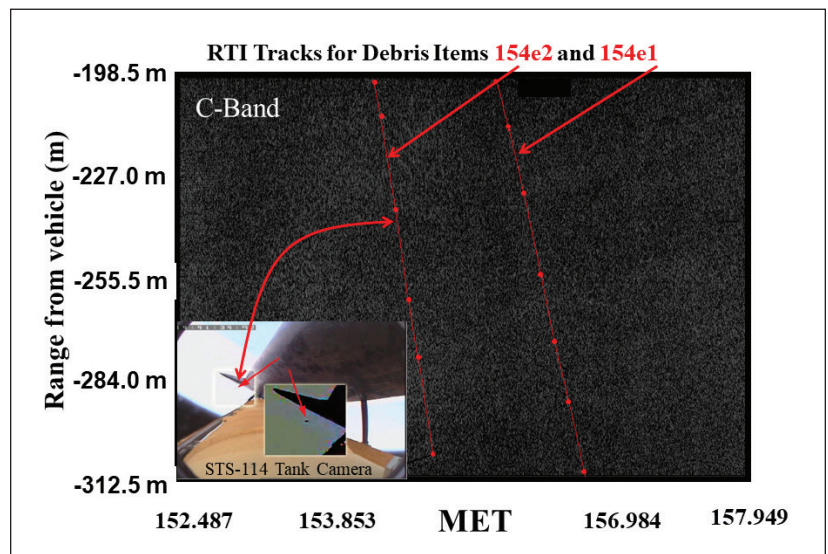 RTI Tracks for Debris Items 154e2 and 154e1
-198.5 m
C-Band
-227.0 m
Range from vehicle (m)
-255.5 m
-284.0 m
STS-114 Tank Camera
-312.5 m
152.487 153.853 MET 156.984 157.949